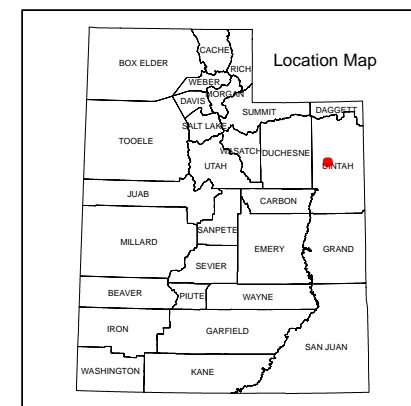 Location Map
BOX ELDER
CACHE
RICH
WEBER
MORGAN
DAVIS
SUMMIT
DAGGETT
SALT LAKE
TOOELE
WASATCH
DUCHESNE
UINTAH
UTAH
JUAB
CARBON
MILLARD
SANPETE
EMERY
GRAND
SEVIER
BEAVER
PIUTE
WAYNE
IRON
GARFIELD
SAN JUAN
WASHINGTON
KANE